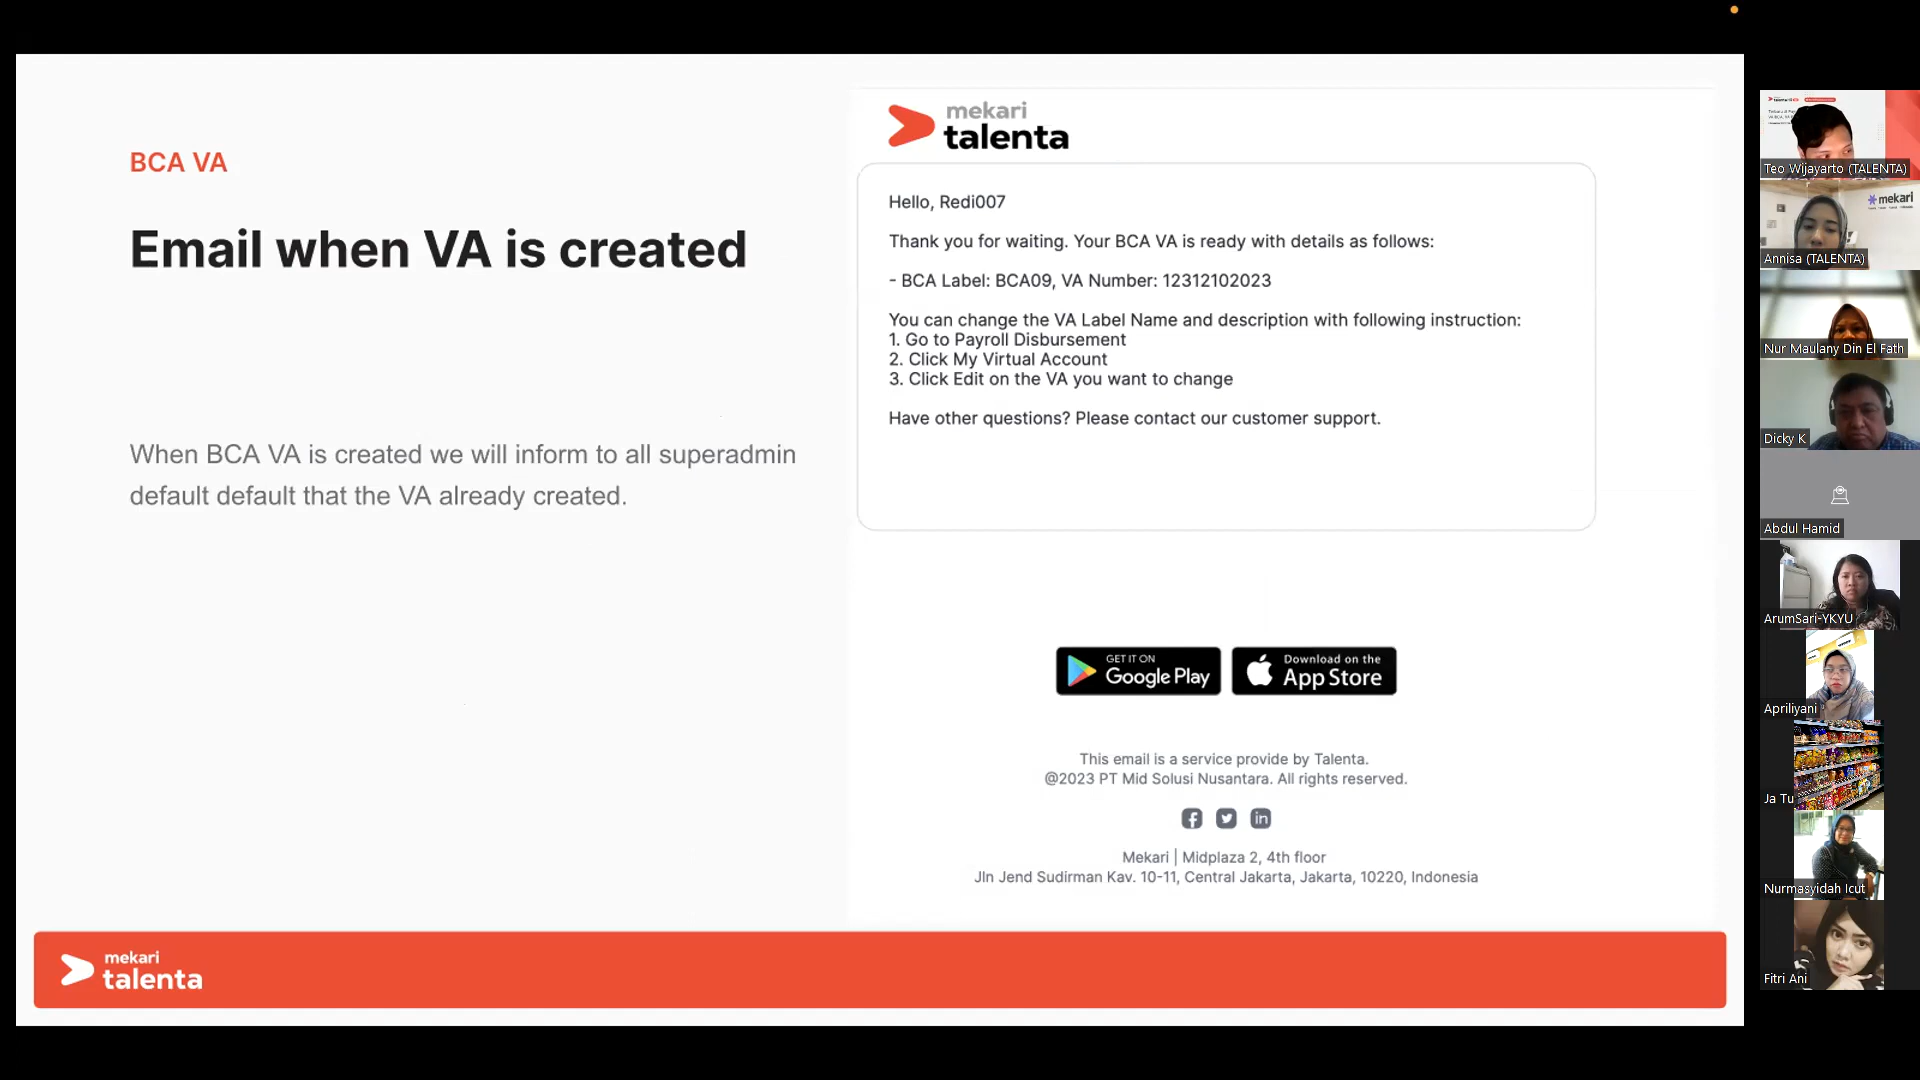 BCA VA
Email when VA is created
When BCA VA is created we will inform to all superadmin
default default that the VA already created.
mekari
talenta
Hello, Redi007
Thank you for waiting. Your BCA VA is ready with details as follows:
- BCA Label: BCA09, VA Number: 12312102023
You can change the VA Label Name and description with following instruction:
1. Go to Payroll Disbursement
2. Click My Virtual Account
3. Click Edit on the VA you want to change
Have other questions? Please contact our customer support.
GET IT ON
Google Play
Download on the
App Store
This email is a service provide by Talenta.
@2023 PT Mid Solusi Nusantara. All rights reserved.
Mekari | Midplaza 2, 4th floor
Jln Jend Sudirman Kav. 10-11, Central Jakarta, Jakarta, 10220, Indonesia
mekari
talenta
Teo Wijayarto (TALENTA)
mekari
Annisa (TALENTA)
Nur Maulany Din El Fath
Dicky K
Abdul Hamid
ArumSari-YKYU
Apriliyani
Ja Tu
Nurmasyidah Icut
Fitri Ani